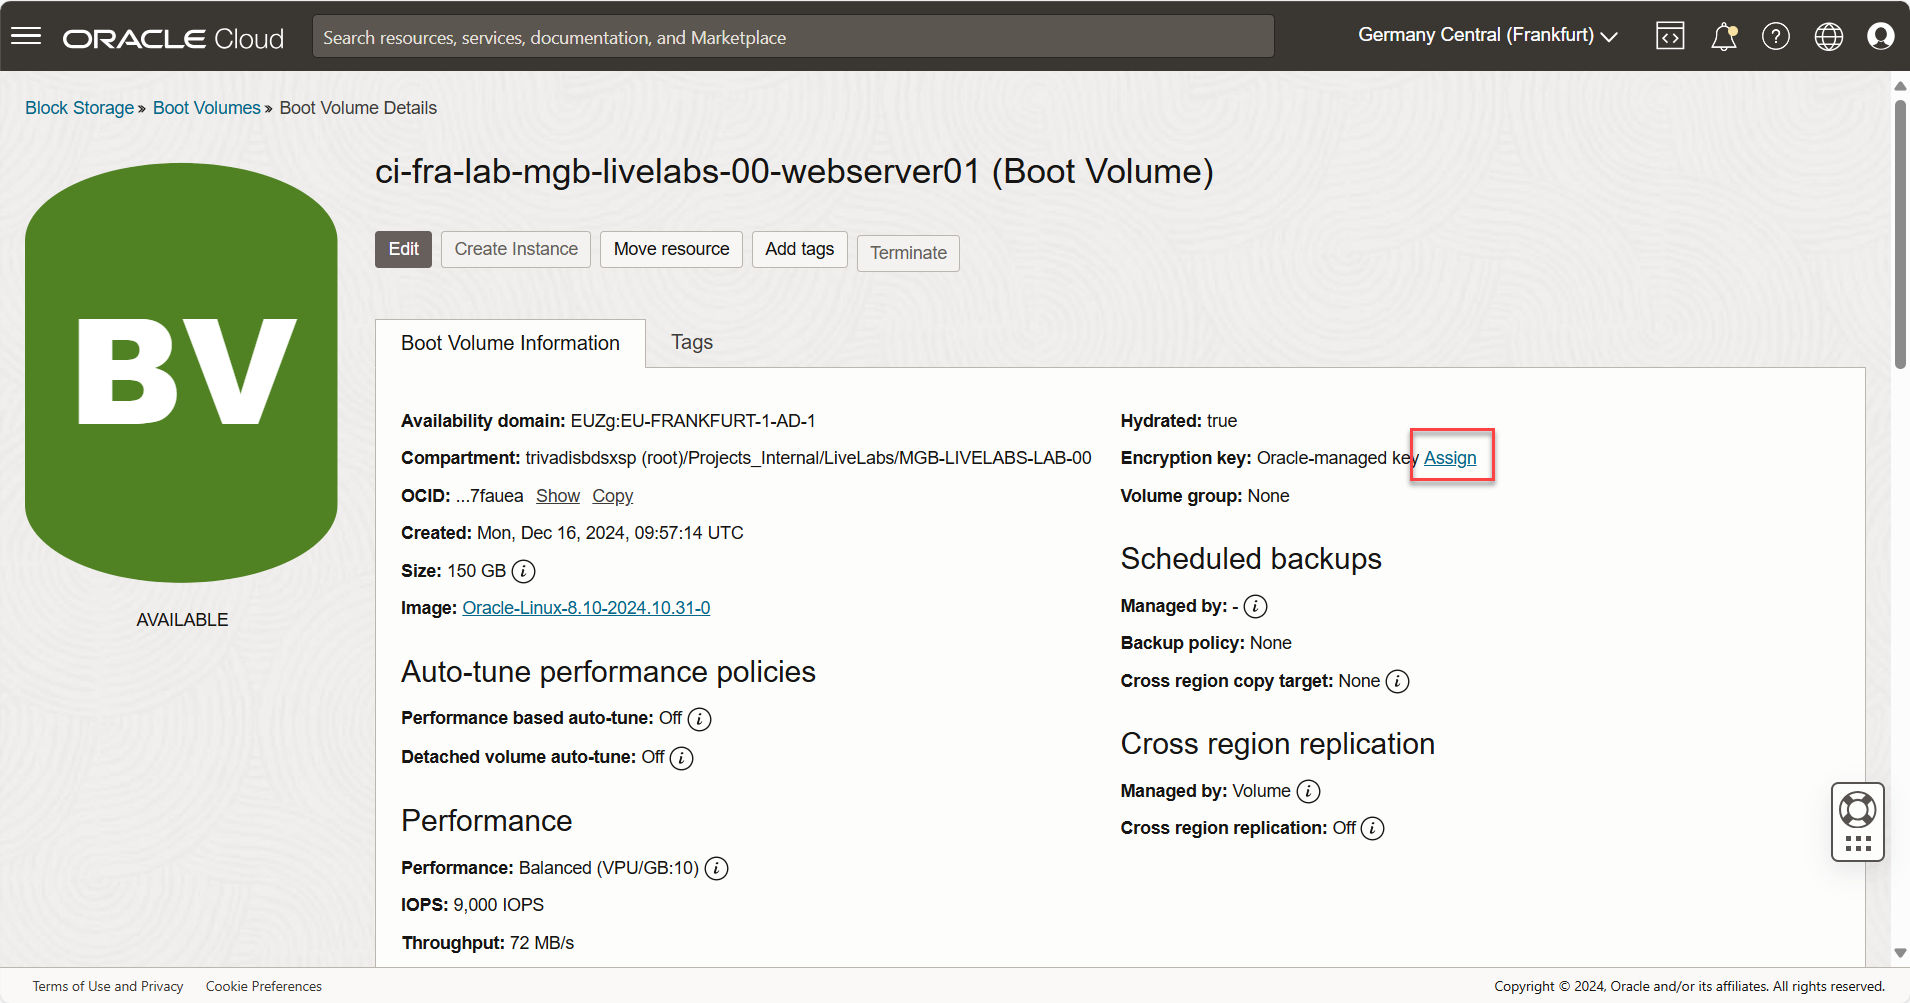 ORACLE Cloud
Search resources, services, documentation, and Marketplace
Germany Central (Frankfurt)
Block Storage » Boot Volumes » Boot Volume Details
BV
AVAILABLE
ci-fra-lab-mgb-livelabs-00-webserver01 (Boot Volume)
Edit
Create Instance
Move resource
Add tags
Terminate
Boot Volume Information
Tags
Availability domain: EUZg:EU-FRANKFURT-1-AD-1
Compartment: trivadisbdsxsp (root)/Projects_Internal/LiveLabs/MGB-LIVELABS-LAB-00
OCID: ...7fauea Show Copy
Created: Mon, Dec 16, 2024, 09:57:14 UTC
Size: 150 GB
Image: Oracle-Linux-8.10-2024.10.31-0
Auto-tune performance policies
Performance based auto-tune: Off
Detached volume auto-tune: Off
Performance
Performance: Balanced (VPU/GB:10)
IOPS: 9,000 IOPS
Throughput: 72 MB/s
Hydrated: true
Encryption key: Oracle-managed key Assign
Volume group: None
Scheduled backups
Managed by: -
Backup policy: None
Cross region copy target: None
Cross region replication
Managed by: Volume
Cross region replication: Off
Terms of Use and Privacy
Cookie Preferences
Copyright © 2024, Oracle and/or its affiliates. All rights reserved.